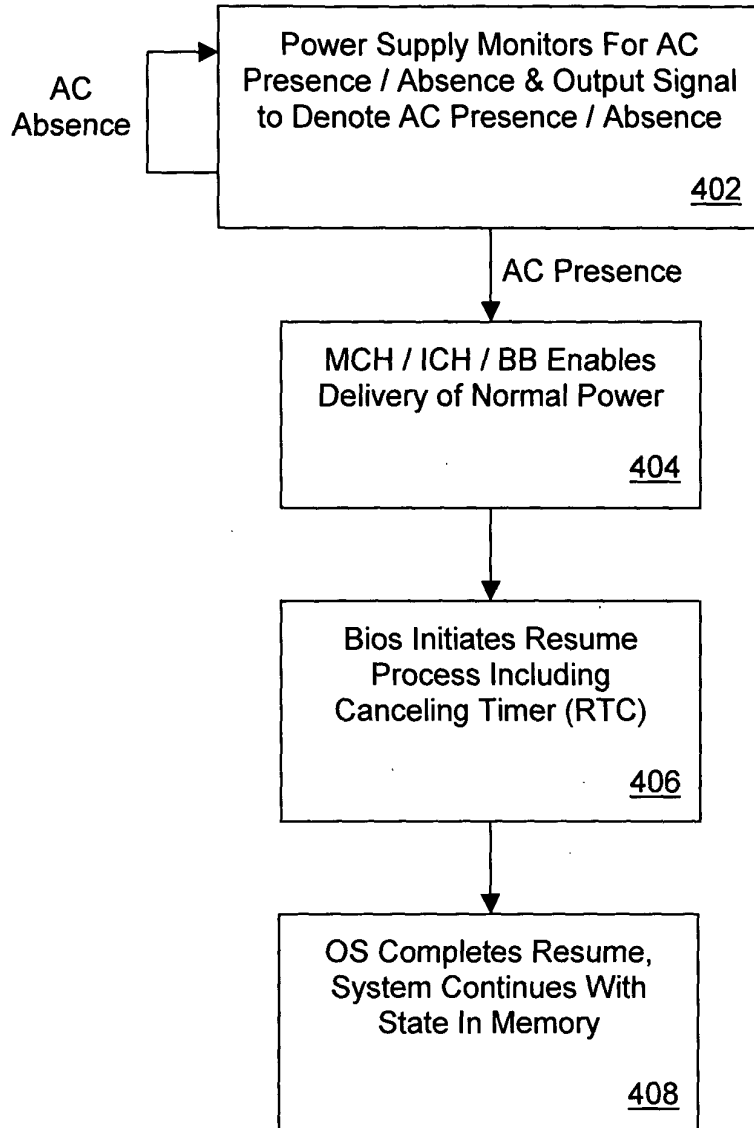 Power Supply Monitors For AC
Presence / Absence & Output Signal
to Denote AC Presence / Absence
402
AC
Absence
AC Presence
MCH / ICH / BB Enables
Delivery of Normal Power
404
Bios Initiates Resume
Process Including
Canceling Timer (RTC)
406
OS Completes Resume,
System Continues With
State In Memory
408